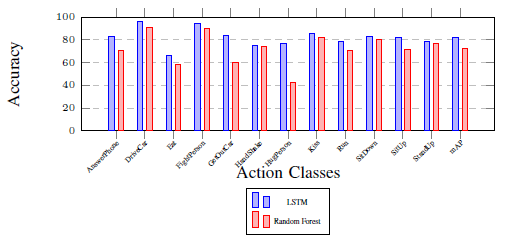 Accuracy
100
80
60
40
20
0
AnswerPhone
DriveCar
Eat
FightPerson
GetOutCar
HandShake
HugPerson
Kiss
Run
SitDown
SitUp
StandUp
mAP
Action Classes
LSTM
Random Forest